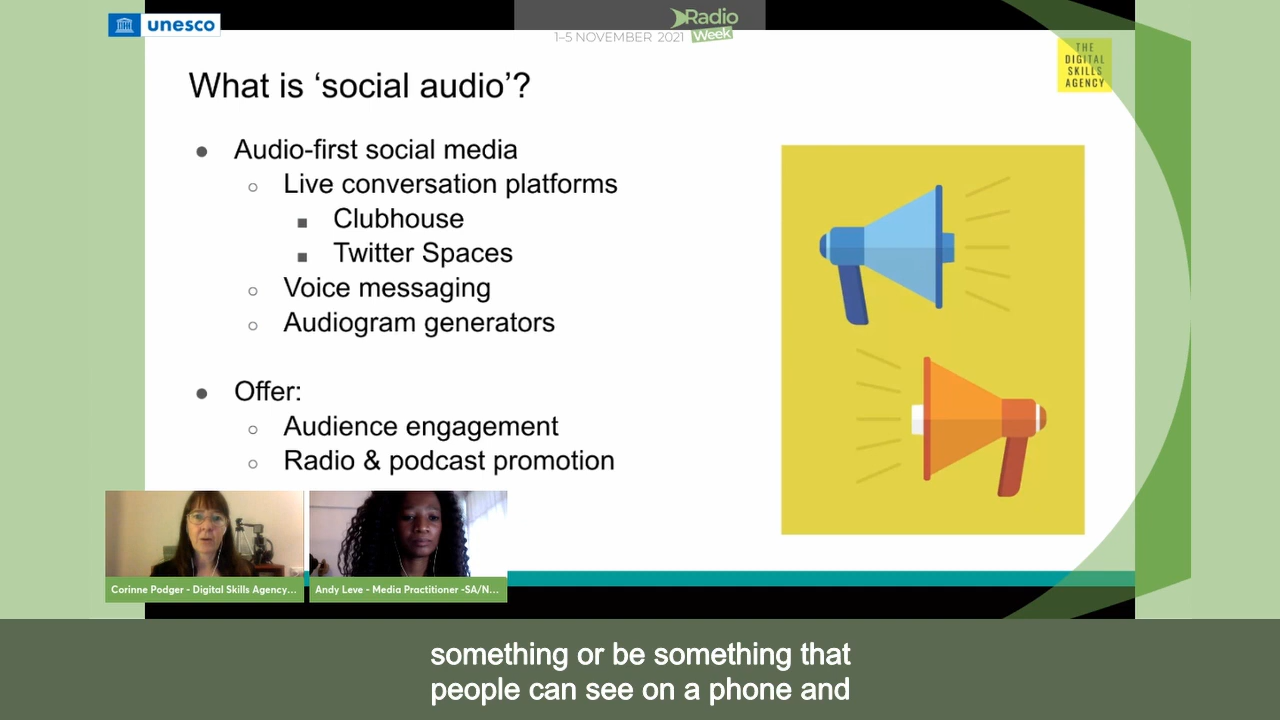 unesco
Radio
Week
1–5 NOVEMBER 2021
THE
DIGITAL
SKILLS
AGENCY
What is ‘social audio’?
● Audio-first social media
○ Live conversation platforms
■ Clubhouse
■ Twitter Spaces
○ Voice messaging
○ Audiogram generators
● Offer:
○ Audience engagement
○ Radio & podcast promotion
Corinne Podger - Digital Skills Agency...
Andy Leve - Media Practitioner -SA/N...
something or be something that
people can see on a phone and